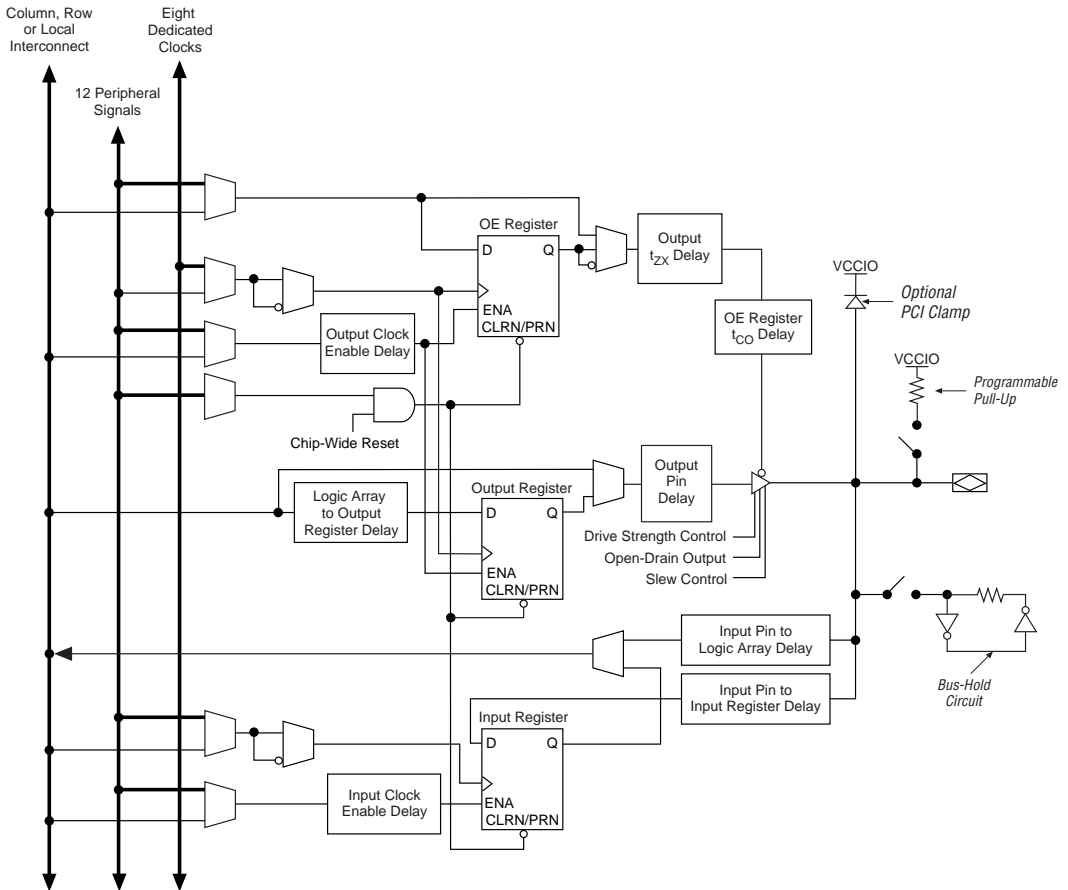 Column, Row
or Local
Interconnect
Eight
Dedicated
Clocks
12 Peripheral
Signals
OE Register
D
Q
ENA
CLRN/PRN
Output
tZX Delay
VCCIO
Optional
PCI Clamp
OE Register
tCO Delay
Output Clock
Enable Delay
VCCIO
Programmable
Pull-Up
Chip-Wide Reset
Output
Pin
Delay
Logic Array
to Output
Register Delay
Output Register
D
Q
ENA
CLRN/PRN
Drive Strength Control
Open-Drain Output
Slew Control
Input Pin to
Logic Array Delay
Input Pin to
Input Register Delay
Bus-Hold
Circuit
Input Register
D
Q
ENA
CLRN/PRN
Input Clock
Enable Delay